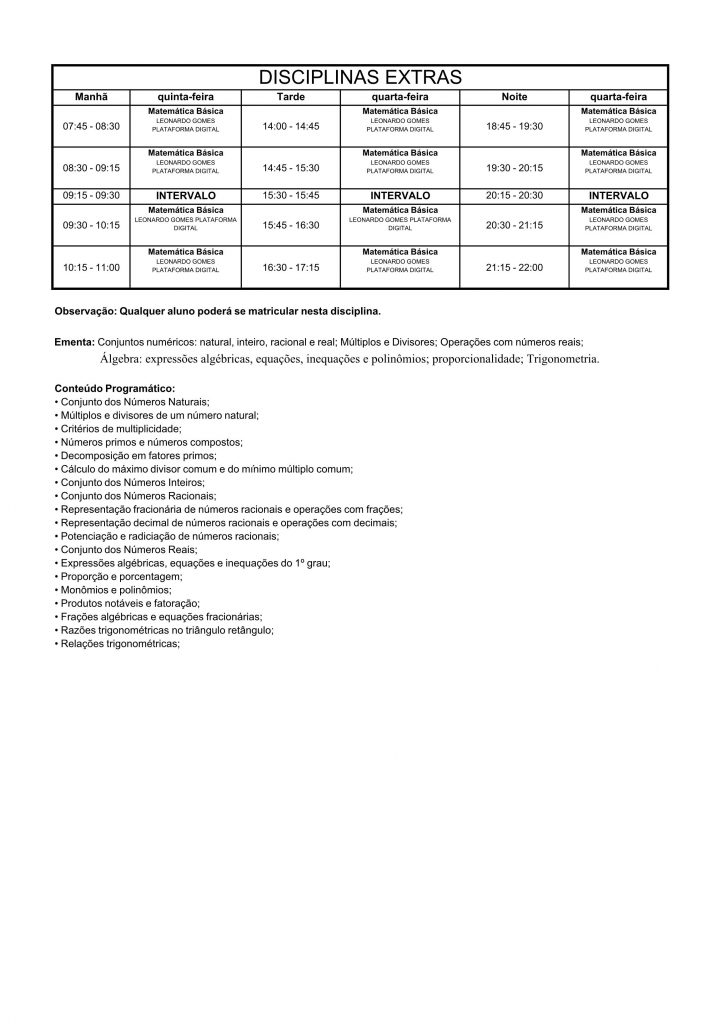 DISCIPLINAS EXTRAS
Manhã quinta-feira Tarde quarta-feira Noite quarta-feira
07:45 - 08:30 Matemática Básica LEONARDO GOMES PLATAFORMA DIGITAL 14:00 - 14:45 Matemática Básica LEONARDO GOMES PLATAFORMA DIGITAL 18:45 - 19:30 Matemática Básica LEONARDO GOMES PLATAFORMA DIGITAL
08:30 - 09:15 Matemática Básica LEONARDO GOMES PLATAFORMA DIGITAL 14:45 - 15:30 Matemática Básica LEONARDO GOMES PLATAFORMA DIGITAL 19:30 - 20:15 Matemática Básica LEONARDO GOMES PLATAFORMA DIGITAL
09:15 - 09:30 INTERVALO 15:30 - 15:45 INTERVALO 20:15 - 20:30 INTERVALO
09:30 - 10:15 Matemática Básica LEONARDO GOMES PLATAFORMA DIGITAL 15:45 - 16:30 Matemática Básica LEONARDO GOMES PLATAFORMA DIGITAL 20:30 - 21:15 Matemática Básica LEONARDO GOMES PLATAFORMA DIGITAL
10:15 - 11:00 Matemática Básica LEONARDO GOMES PLATAFORMA DIGITAL 16:30 - 17:15 Matemática Básica LEONARDO GOMES PLATAFORMA DIGITAL 21:15 - 22:00 Matemática Básica LEONARDO GOMES PLATAFORMA DIGITAL
Observação: Qualquer aluno poderá se matricular nesta disciplina.
Ementa: Conjuntos numéricos: natural, inteiro, racional e real; Múltiplos e Divisores; Operações com números reais;
Álgebra: expressões algébricas, equações, inequações e polinômios; proporcionalidade; Trigonometria.
Conteúdo Programático:
• Conjunto dos Números Naturais;
• Múltiplos e divisores de um número natural;
• Critérios de multiplicidade;
• Números primos e números compostos;
• Decomposição em fatores primos;
• Cálculo do máximo divisor comum e do mínimo múltiplo comum;
• Conjunto dos Números Inteiros;
• Conjunto dos Números Racionais;
• Representação fracionária de números racionais e operações com frações;
• Representação decimal de números racionais e operações com decimais;
• Potenciação e radiciação de números racionais;
• Conjunto dos Números Reais;
• Expressões algébricas, equações e inequações do 1º grau;
• Proporção e porcentagem;
• Monômios e polinômios;
• Produtos notáveis e fatoração;
• Frações algébricas e equações fracionárias;
• Razões trigonométricas no triângulo retângulo;
• Relações trigonométricas;